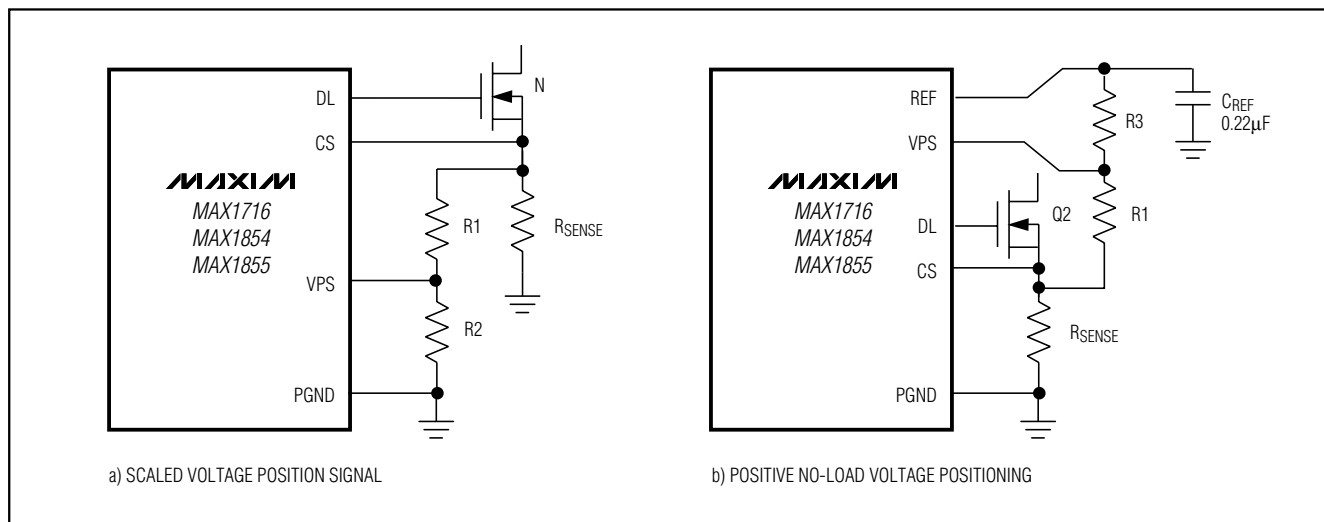 DL
CS
MAXIM
MAX1716
MAX1854
MAX1855
VPS
PGND
N
R1
RSENSE
R2
a) SCALED VOLTAGE POSITION SIGNAL
REF
VPS
MAXIM
MAX1716
MAX1854
MAX1855
DL
CS
PGND
Q2
R3
CREF
0.22µF
R1
RSENSE
b) POSITIVE NO-LOAD VOLTAGE POSITIONING